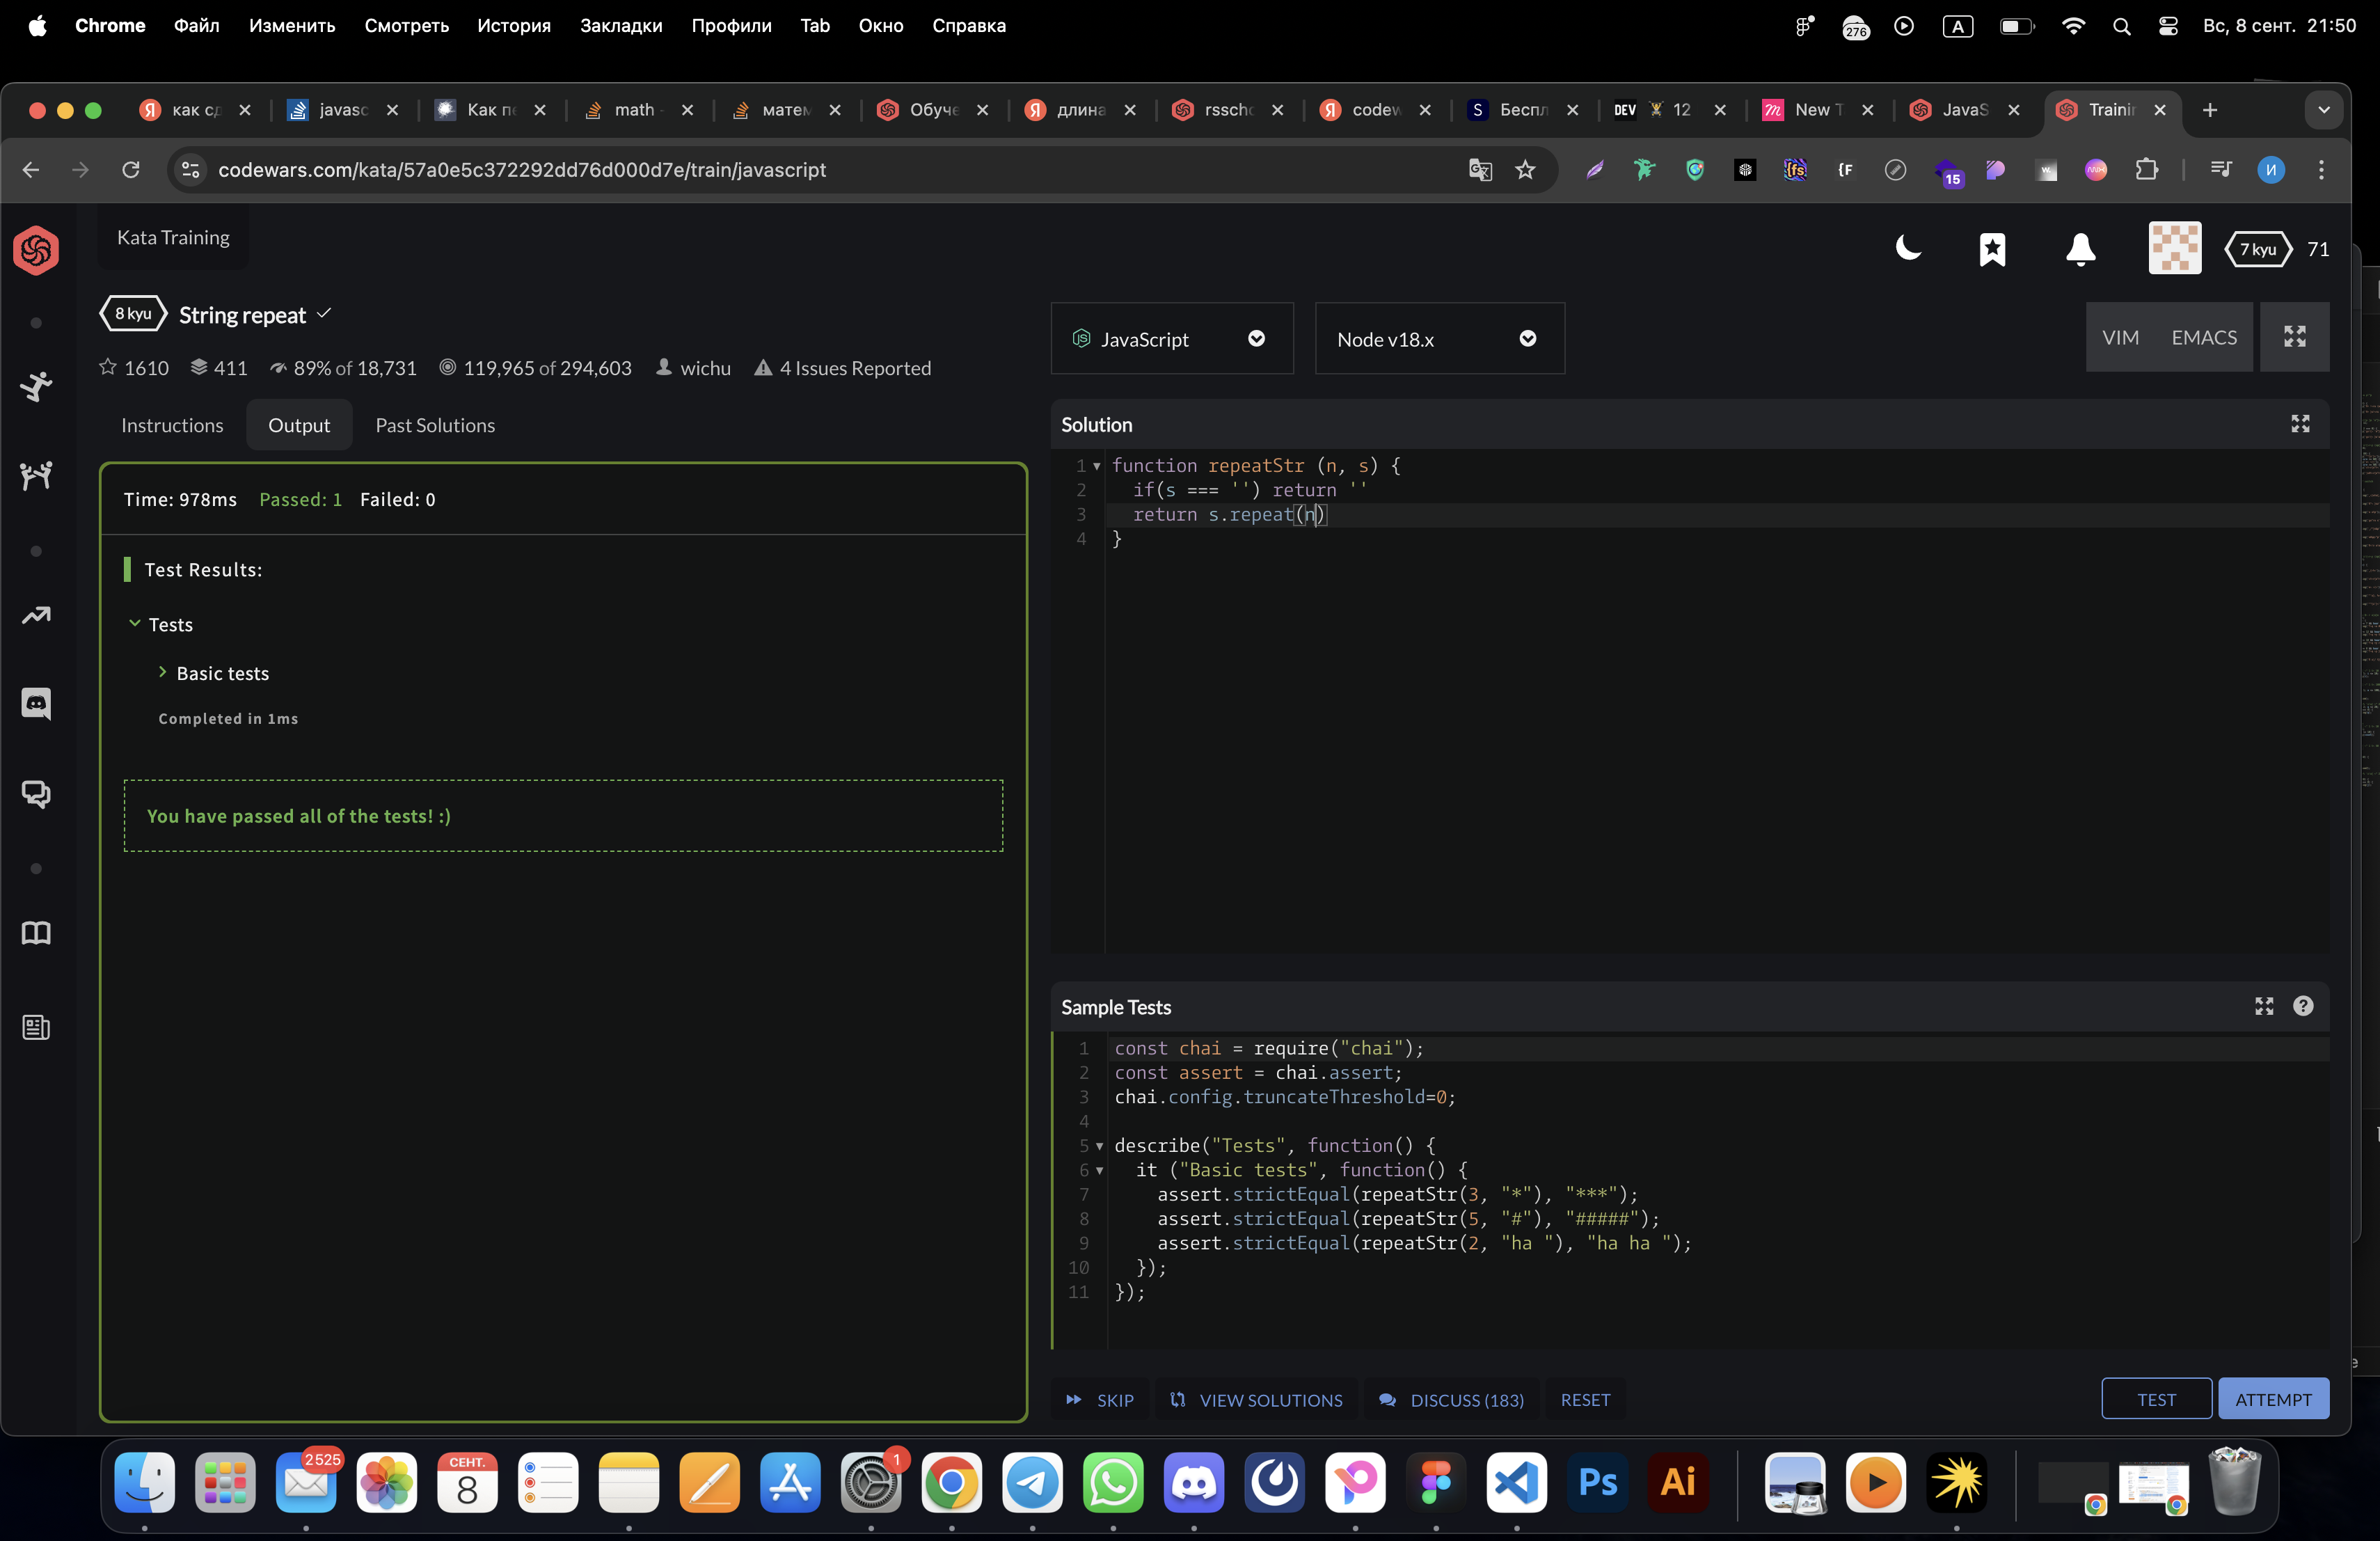 Chrome Файл Изменить Смотреть История Закладки Профили Tab Окно Справка 276 A Вс, 8 сент. 21:50
Я как сд javasc Как пе math - матем Обуче Я длина rsscho Я codew S Беспл DEV 12 m New T JavaS Trainin
codewars.com/kata/57a0e5c372292dd76d000d7e/train/javascript {fs {F 15 w. И
Kata Training
7 kyu 71
8 kyu String repeat
1610 411 89% of 18,731 119,965 of 294,603 wichu 4 Issues Reported
JavaScript Node v18.x VIM EMACS
Instructions Output Past Solutions
Time: 978ms Passed: 1 Failed: 0
Test Results:
Tests
Basic tests
Completed in 1ms
You have passed all of the tests! :)
Solution
1 function repeatStr (n, s) {
2 if(s === '') return ''
3 return s.repeat(n)
4 }
Sample Tests
1 const chai = require("chai");
2 const assert = chai.assert;
3 chai.config.truncateThreshold=0;
4
5 describe("Tests", function() {
6 it ("Basic tests", function() {
7 assert.strictEqual(repeatStr(3, "*"), "***");
8 assert.strictEqual(repeatStr(5, "#"), "#####");
9 assert.strictEqual(repeatStr(2, "ha "), "ha ha ");
10 });
11 });
SKIP VIEW SOLUTIONS DISCUSS (183) RESET TEST ATTEMPT
2525 СЕНТ. 8 1 Ps Ai